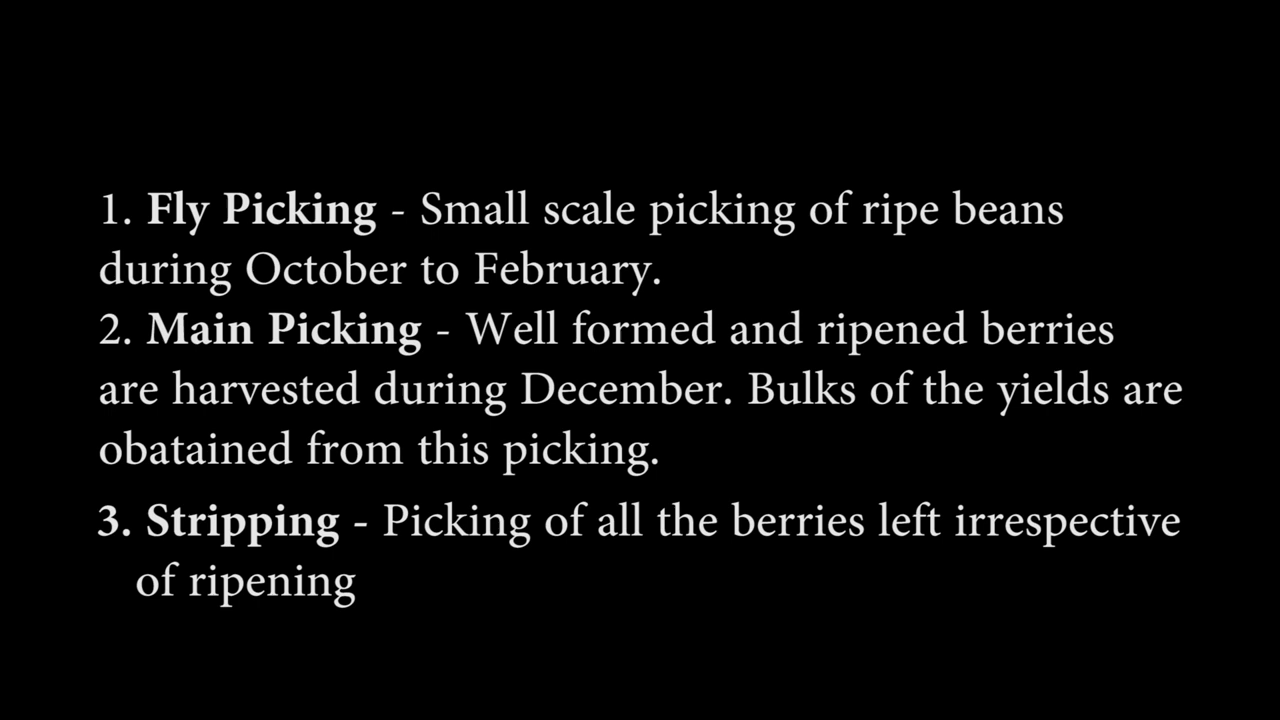 1. Fly Picking - Small scale picking of ripe beans
during October to February.
2. Main Picking - Well formed and ripened berries
are harvested during December. Bulks of the yields are
obatained from this picking.
3. Stripping - Picking of all the berries left irrespective
of ripening